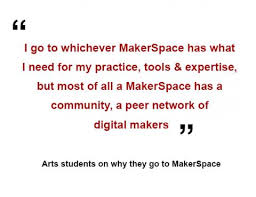 “
I go to whichever MakerSpace has what
I need for my practice, tools & expertise,
but most of all a MakerSpace has a
community, a peer network of
digital makers ”
Arts students on why they go to MakerSpace